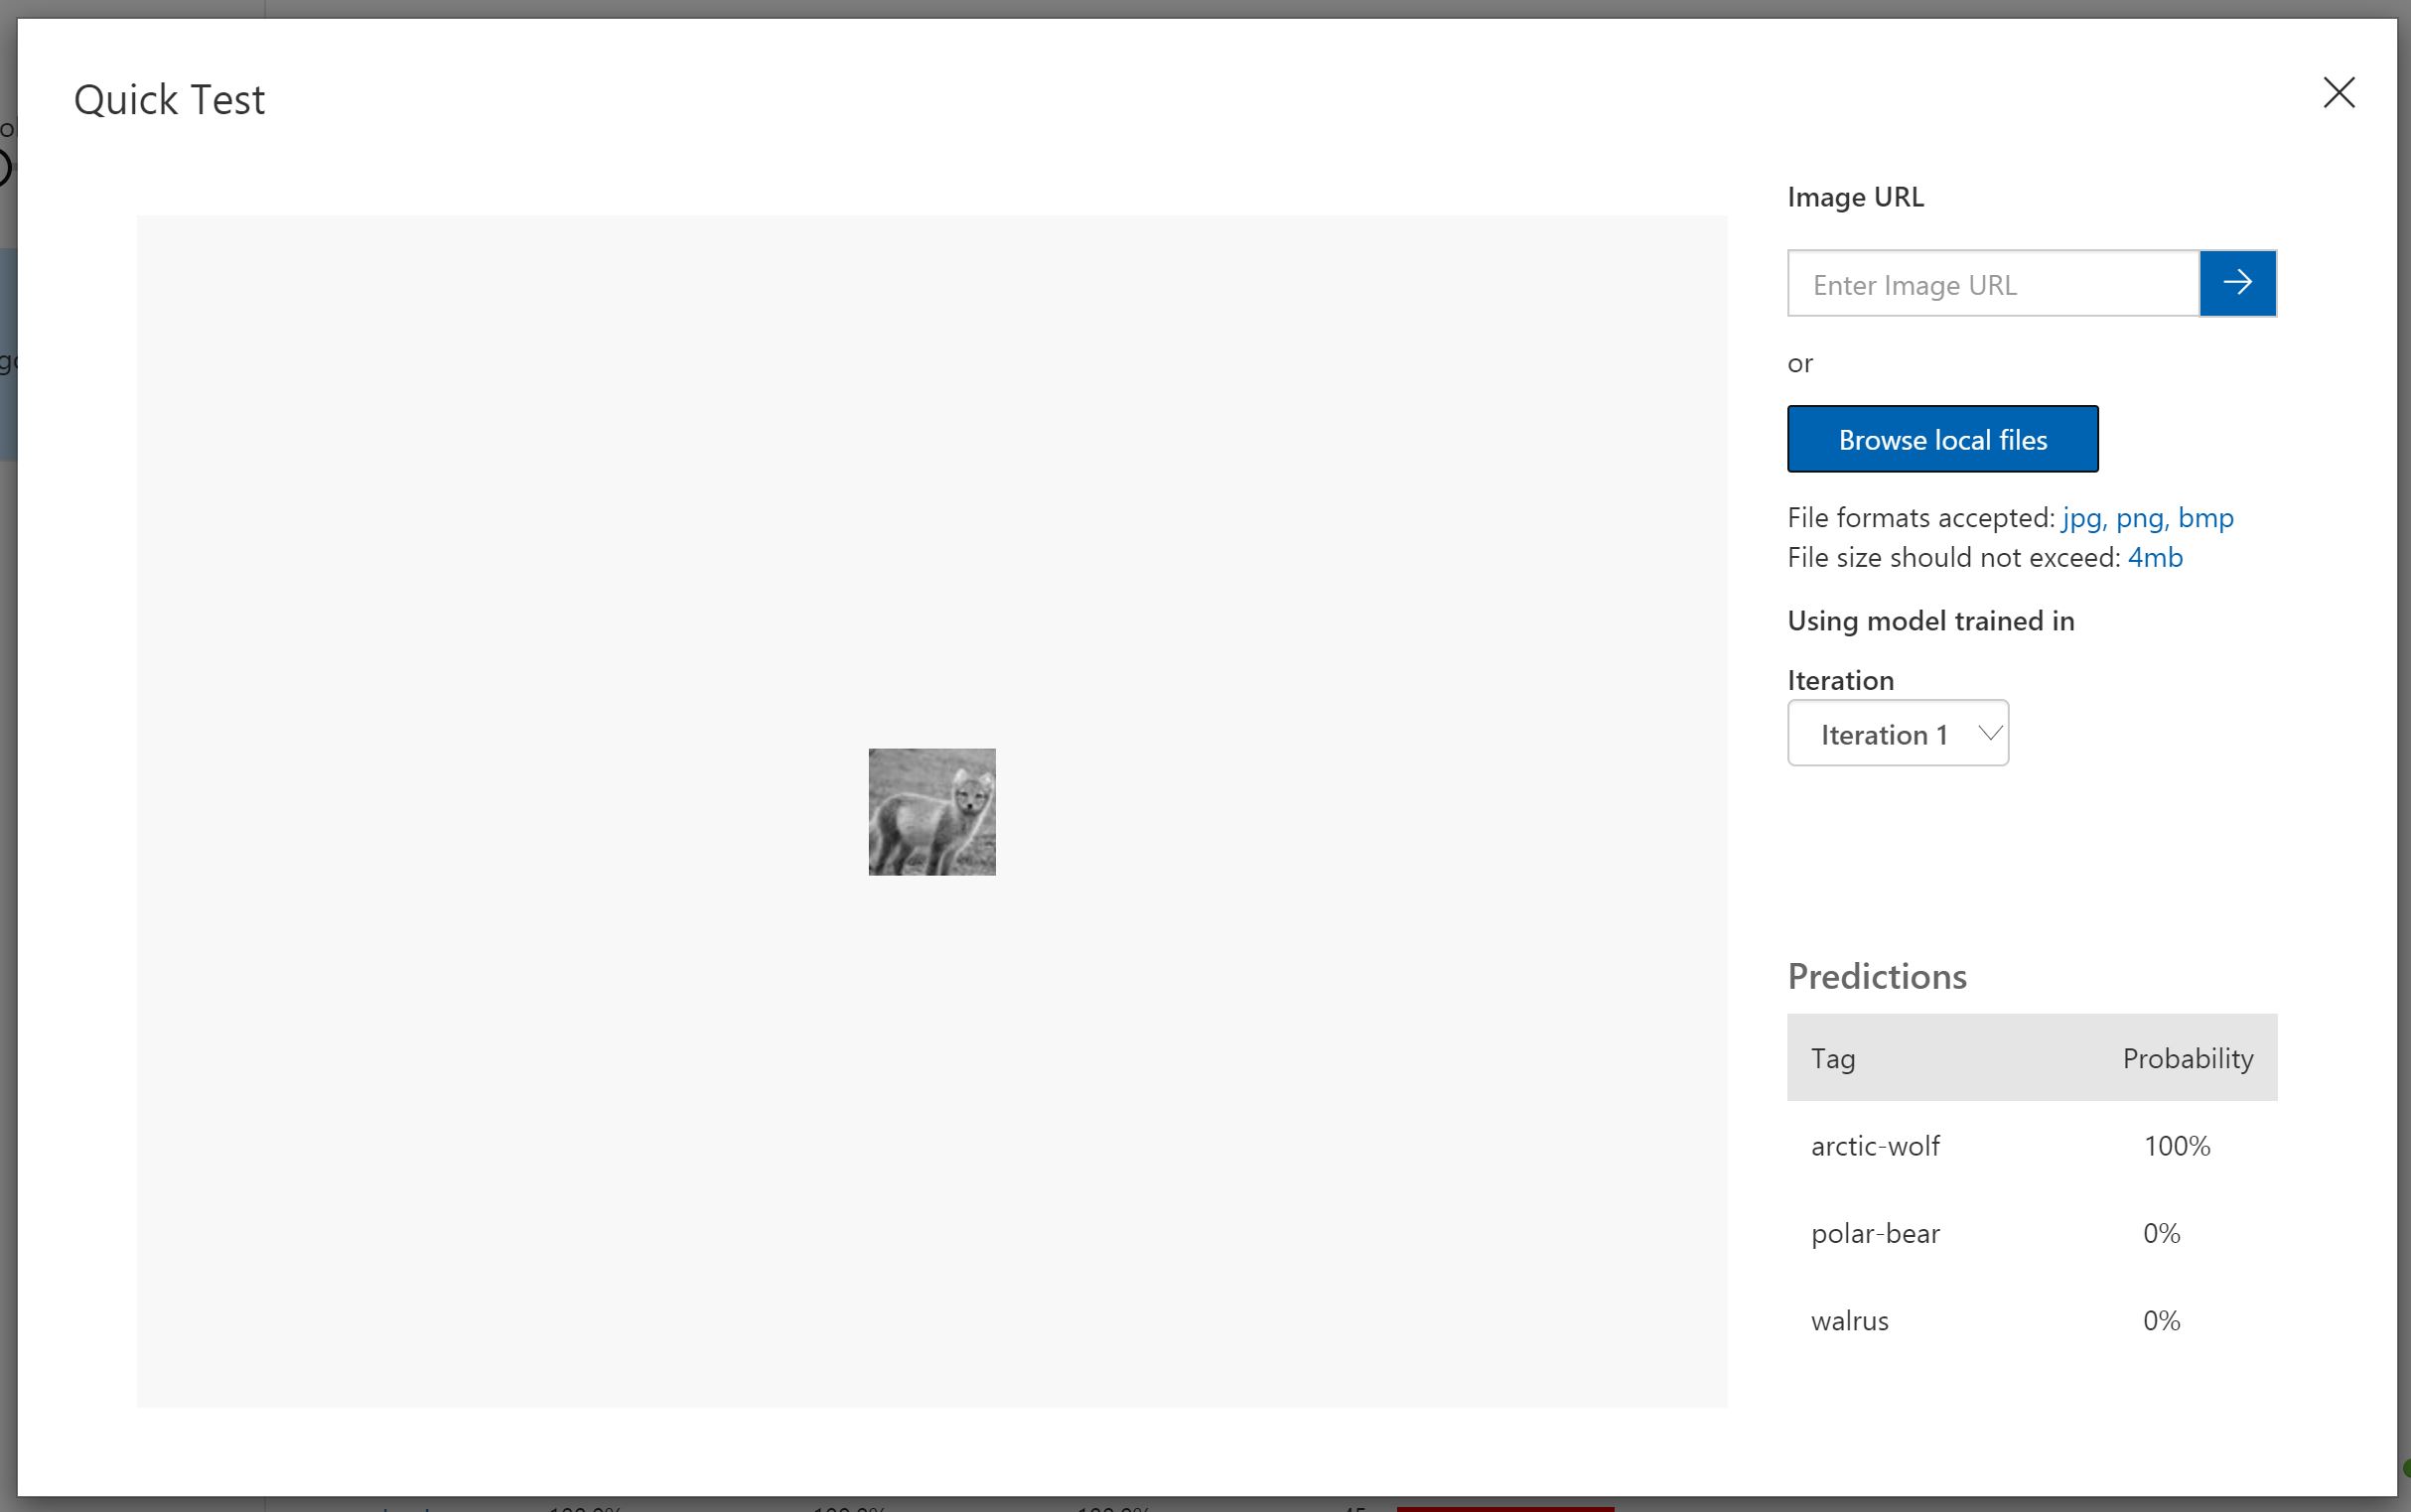 Quick Test
Image URL
Enter Image URL
or
Browse local files
File formats accepted: jpg, png, bmp
File size should not exceed: 4mb
Using model trained in
Iteration
Iteration 1
Predictions
Tag Probability
arctic-wolf 100%
polar-bear 0%
walrus 0%